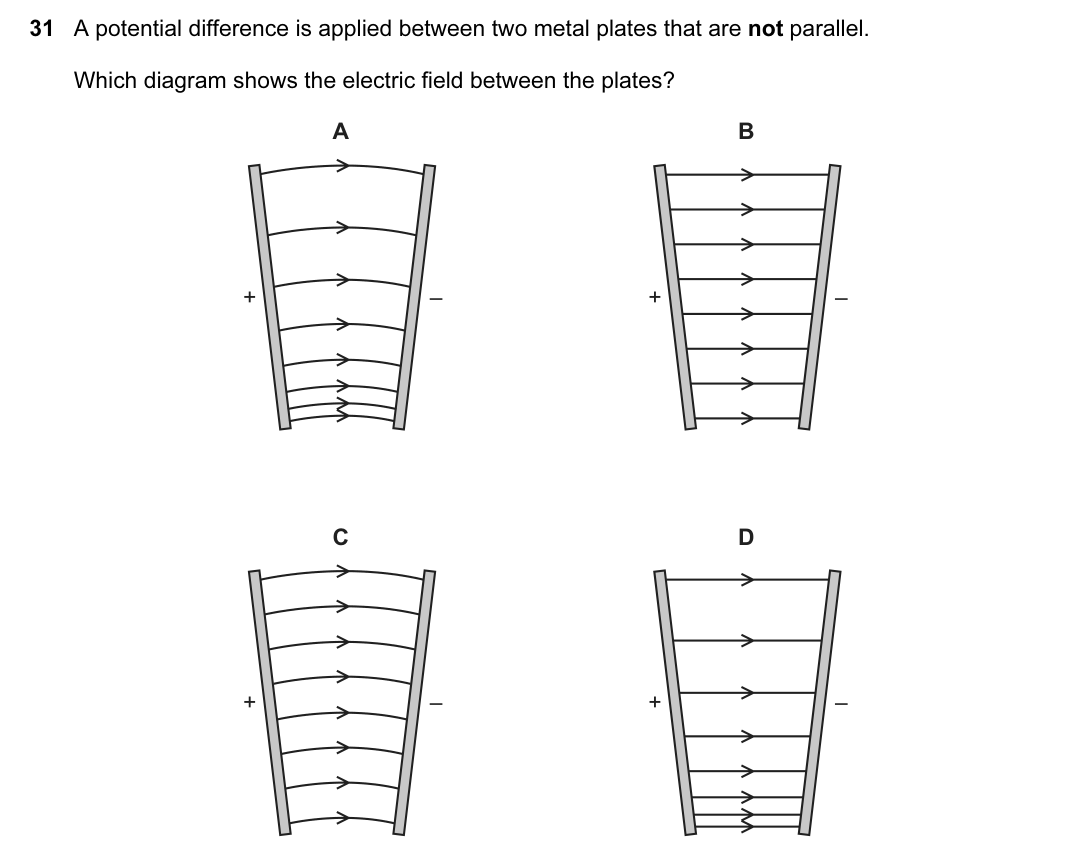 31 A potential difference is applied between two metal plates that are not parallel.
Which diagram shows the electric field between the plates?
A B
+ – + –
C D
+ – + –